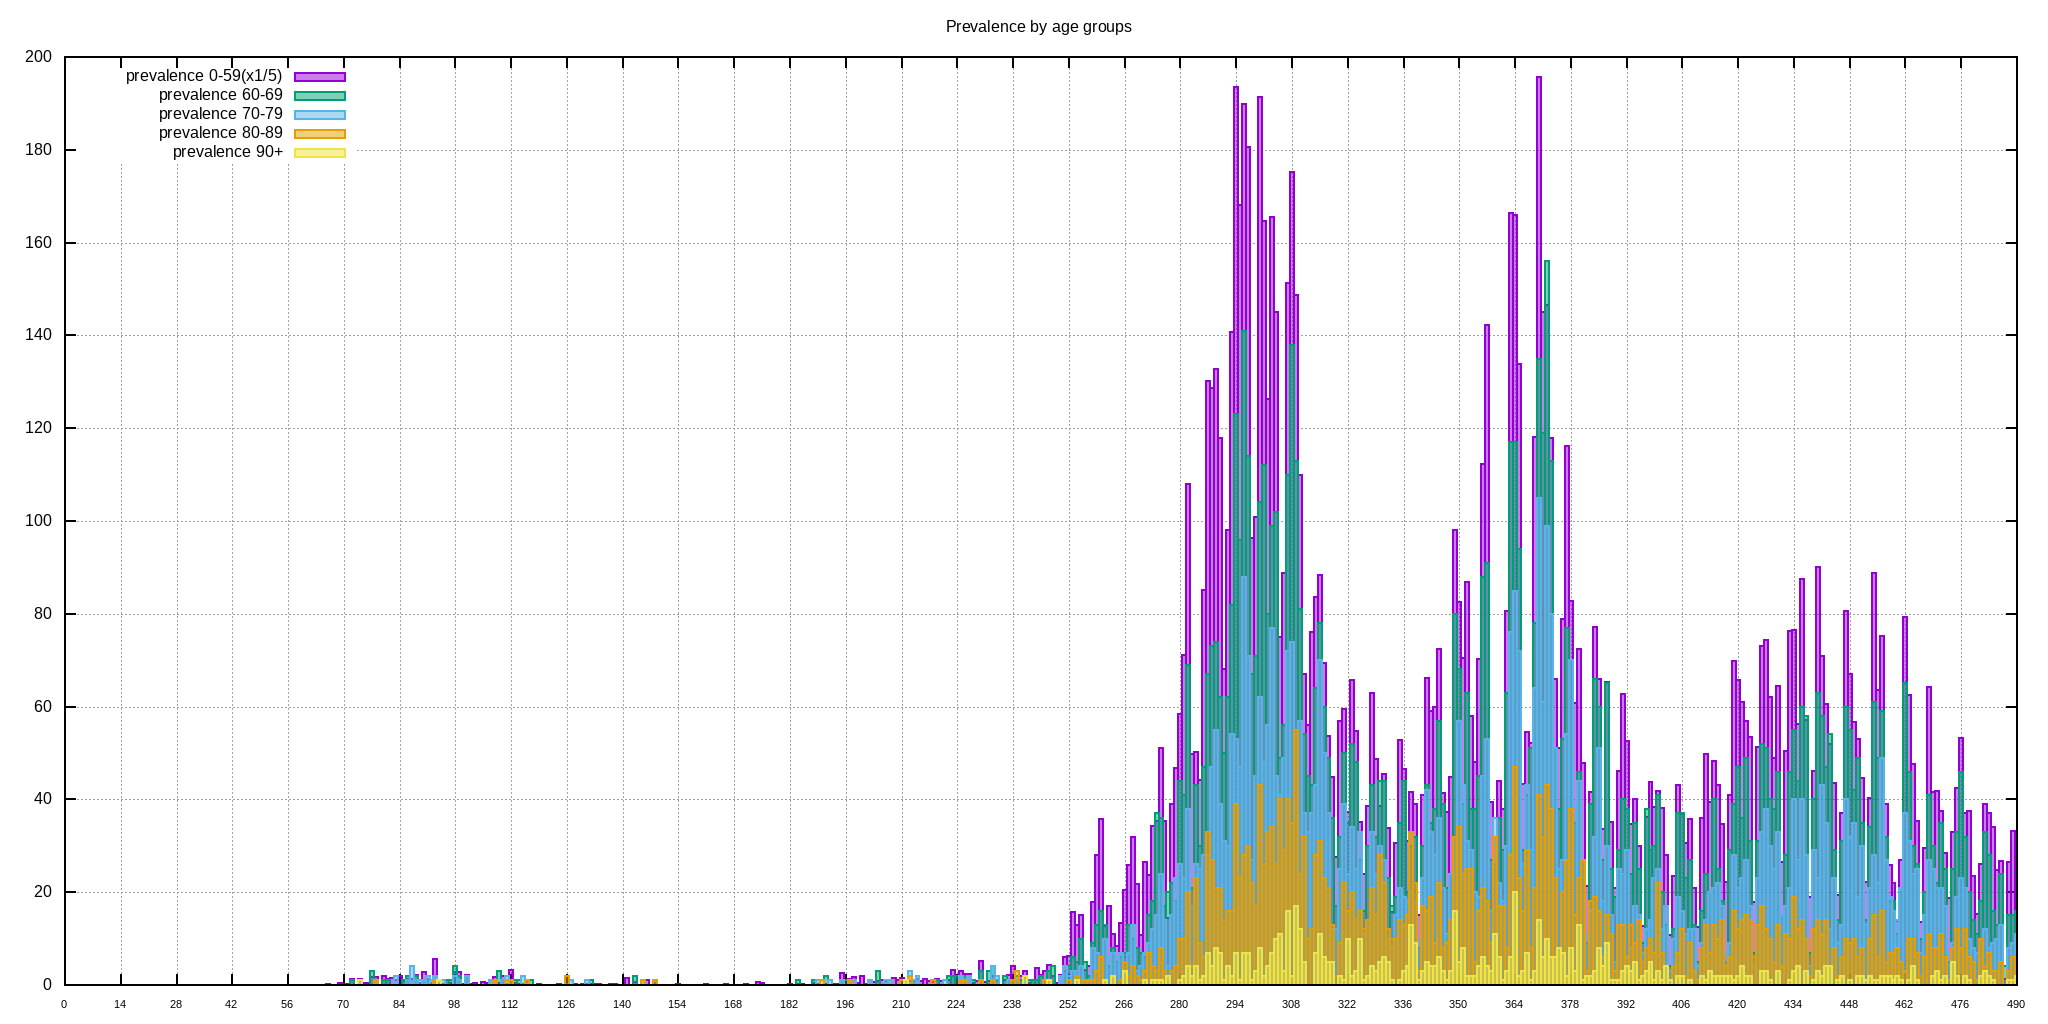 Prevalence by age groups
prevalence 0-59(x1/5)
prevalence 60-69
prevalence 70-79
prevalence 80-89
prevalence 90+
200
180
160
140
120
100
80
60
40
20
0
0 14 28 42 56 70 84 98 112 126 140 154 168 182 196 210 224 238 252 266 280 294 308 322 336 350 364 378 392 406 420 434 448 462 476 490